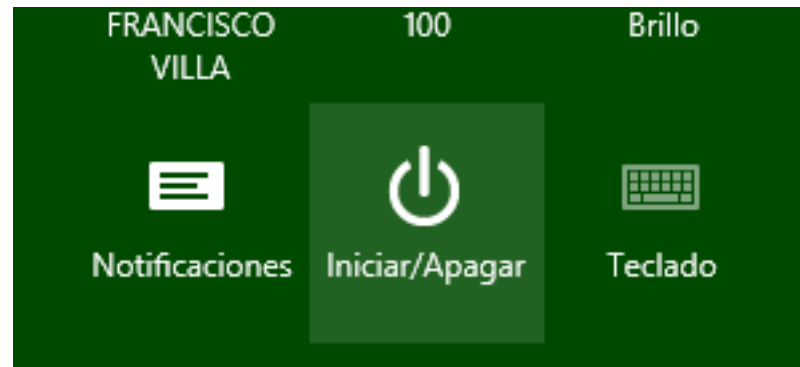 FRANCISCO VILLA
100
Brillo
Notificaciones
Iniciar/Apagar
Teclado